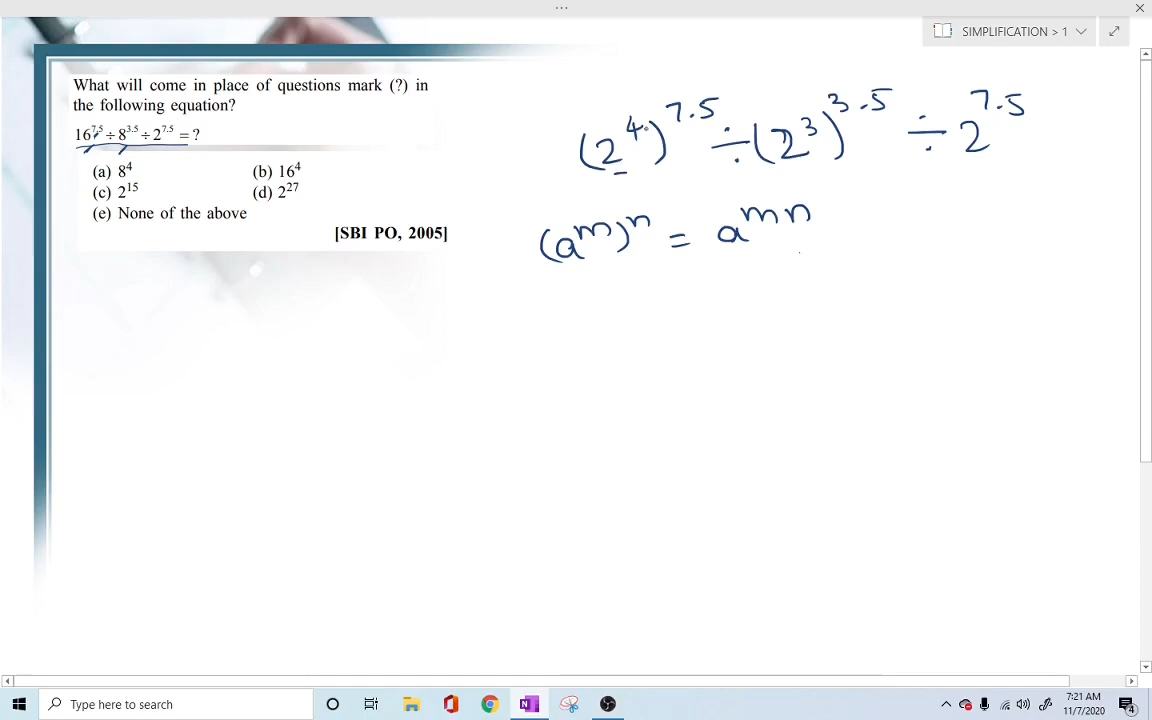 SIMPLIFICATION > 1
What will come in place of questions mark (?) in
the following equation?
16^7.5 ÷ 8^3.5 ÷ 2^7.5 = ?
(a) 8^4 (b) 16^4
(c) 2^15 (d) 2^27
(e) None of the above
[SBI PO, 2005]
(2^4)^7.5 ÷ (2^3)^3.5 ÷ 2^7.5
(a^m)^n = a^mn
Type here to search
7:21 AM
11/7/2020
4